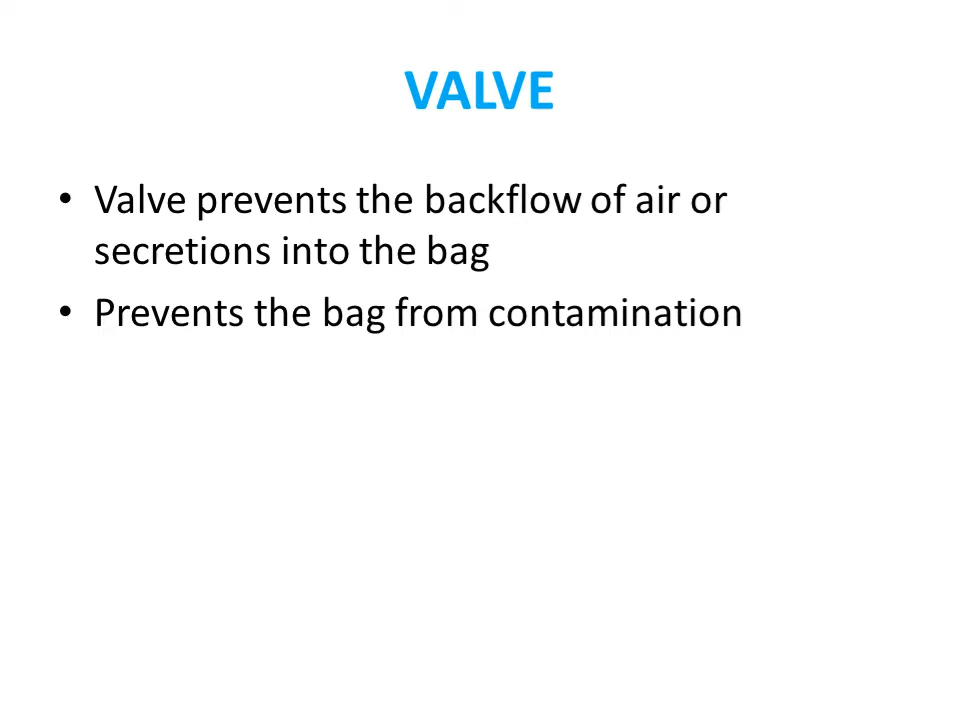 VALVE
• Valve prevents the backflow of air or
secretions into the bag
• Prevents the bag from contamination